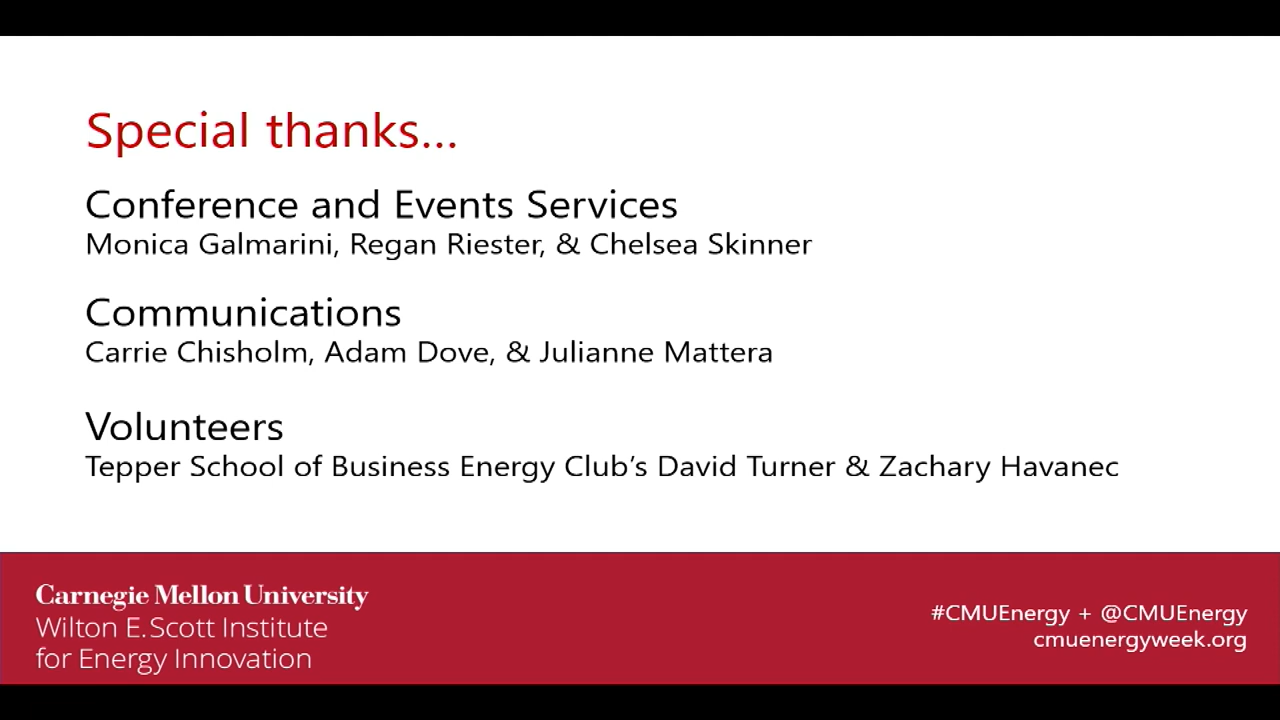 Special thanks...
Conference and Events Services
Monica Galmarini, Regan Riester, & Chelsea Skinner
Communications
Carrie Chisholm, Adam Dove, & Julianne Mattera
Volunteers
Tepper School of Business Energy Club’s David Turner & Zachary Havanec
Carnegie Mellon University
Wilton E. Scott Institute
for Energy Innovation
#CMUEnergy + @CMUEnergy
cmuenergyweek.org